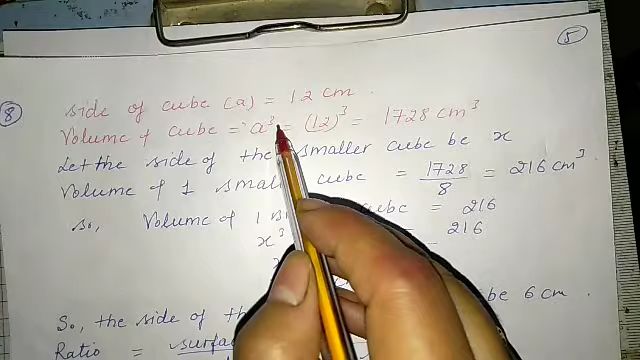 5
8
side of cube (a) = 12 cm.
Volume of cube = a³ = (12)³ = 1728 cm³
Let the side of the smaller cube be x
Volume of 1 small cube = 1728/8 = 216 cm³
So, Volume of 1 cube = 216
x³ = 216
So, the side of the be 6 cm.
Ratio =